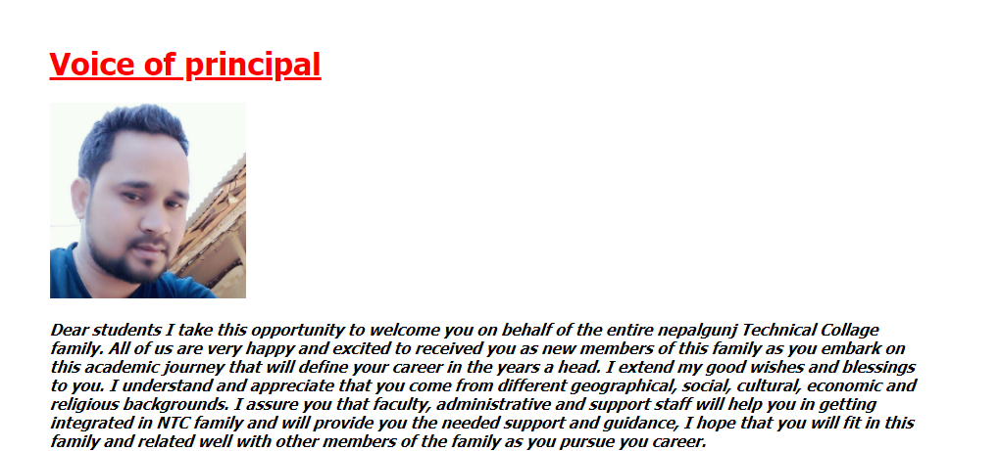 Voice of principal
Dear students I take this opportunity to welcome you on behalf of the entire nepalgunj Technical Collage
family. All of us are very happy and excited to received you as new members of this family as you embark on
this academic journey that will define your career in the years a head. I extend my good wishes and blessings
to you. I understand and appreciate that you come from different geographical, social, cultural, economic and
religious backgrounds. I assure you that faculty, administrative and support staff will help you in getting
integrated in NTC family and will provide you the needed support and guidance, I hope that you will fit in this
family and related well with other members of the family as you pursue you career.